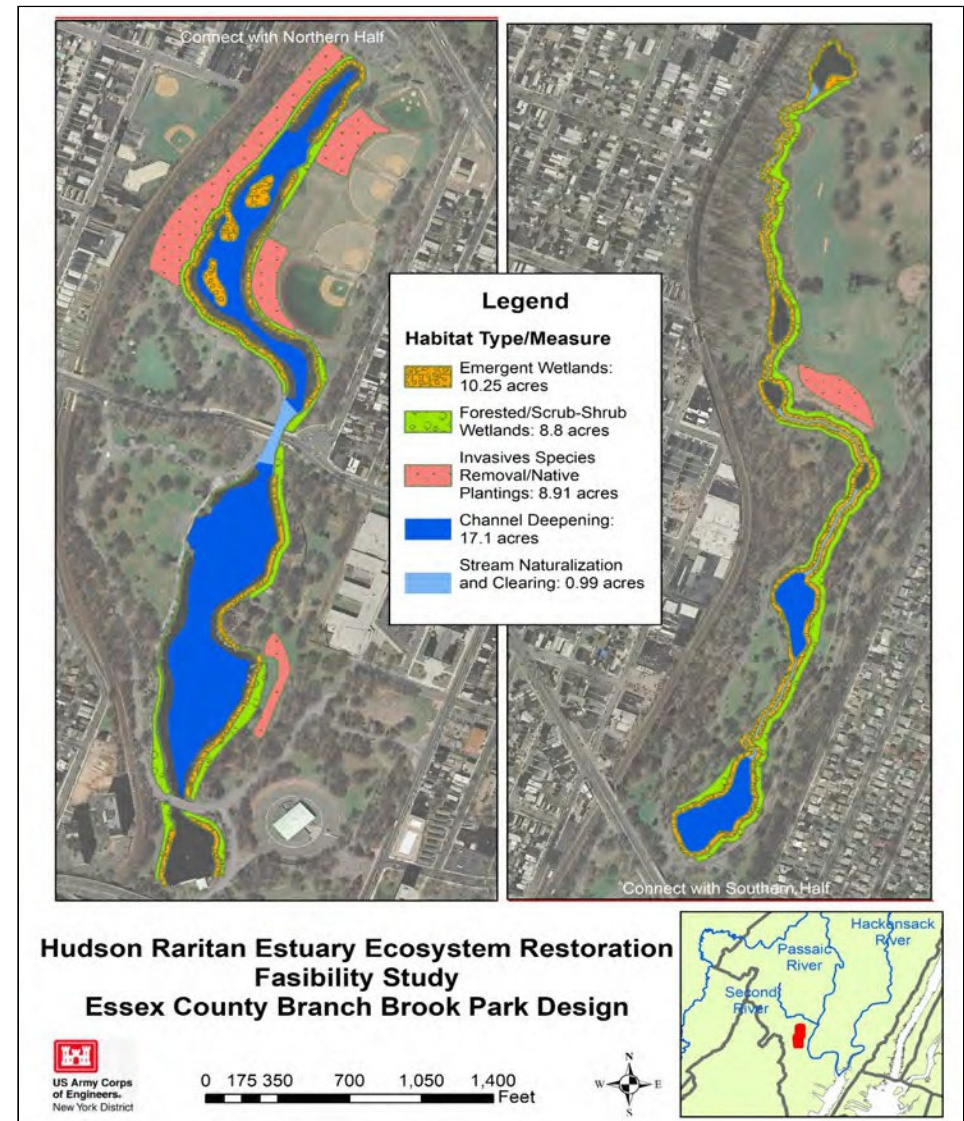 Connect with Northern Half
Legend
Habitat Type/Measure
Emergent Wetlands:
10.25 acres
Forested/Scrub-Shrub
Wetlands: 8.8 acres
Invasives Species
Removal/Native
Plantings: 8.91 acres
Channel Deepening:
17.1 acres
Stream Naturalization
and Clearing: 0.99 acres
Connect with Southern Half
Hudson Raritan Estuary Ecosystem Restoration
Fasibility Study
Essex County Branch Brook Park Design
US Army Corps
of Engineers®
New York District
0 175 350 700 1,050 1,400
Feet
N
W E
S
Hackensack
River
Passaic
River
Second
River